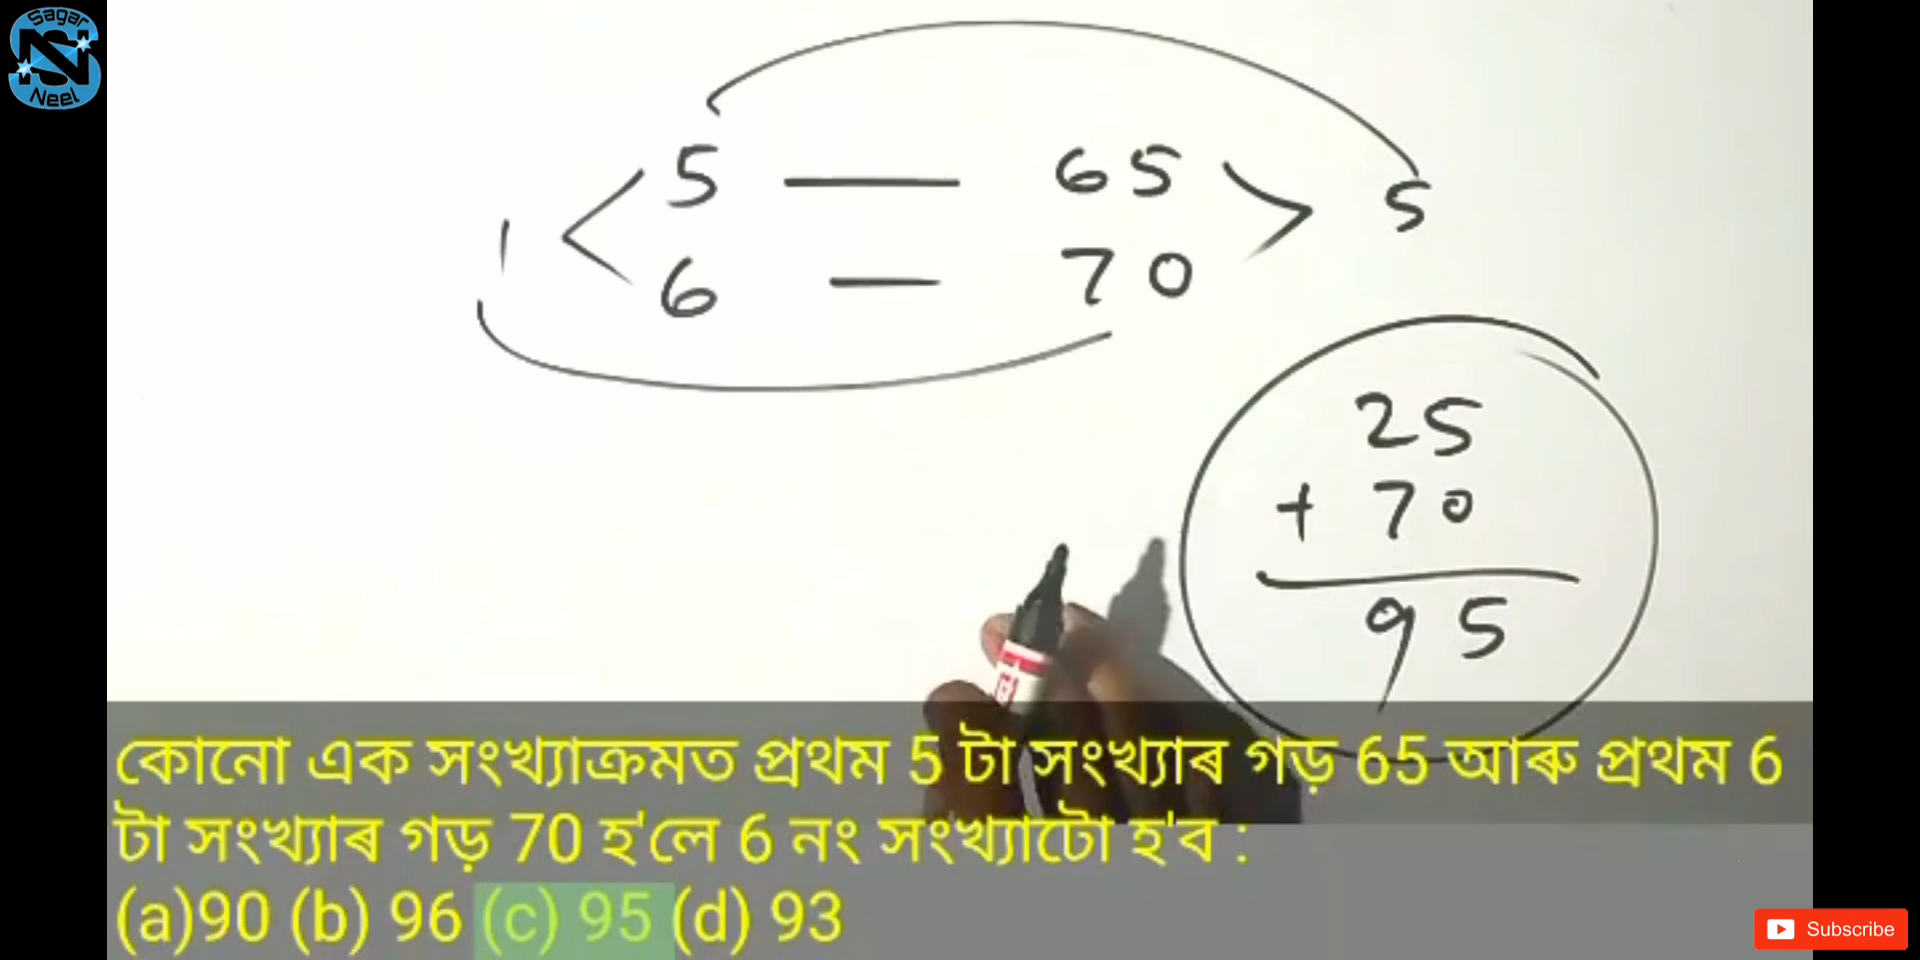 Sagar
Neel
5 — 65
1 < > 5
6 — 70
25
+ 70
95
কোনো এক সংখ্যাক্ৰমত প্ৰথম 5 টা সংখ্যাৰ গড় 65 আৰু প্ৰথম 6
টা সংখ্যাৰ গড় 70 হ'লে 6 নং সংখ্যাটো হ'ব :
(a)90 (b) 96 (c) 95 (d) 93
Subscribe